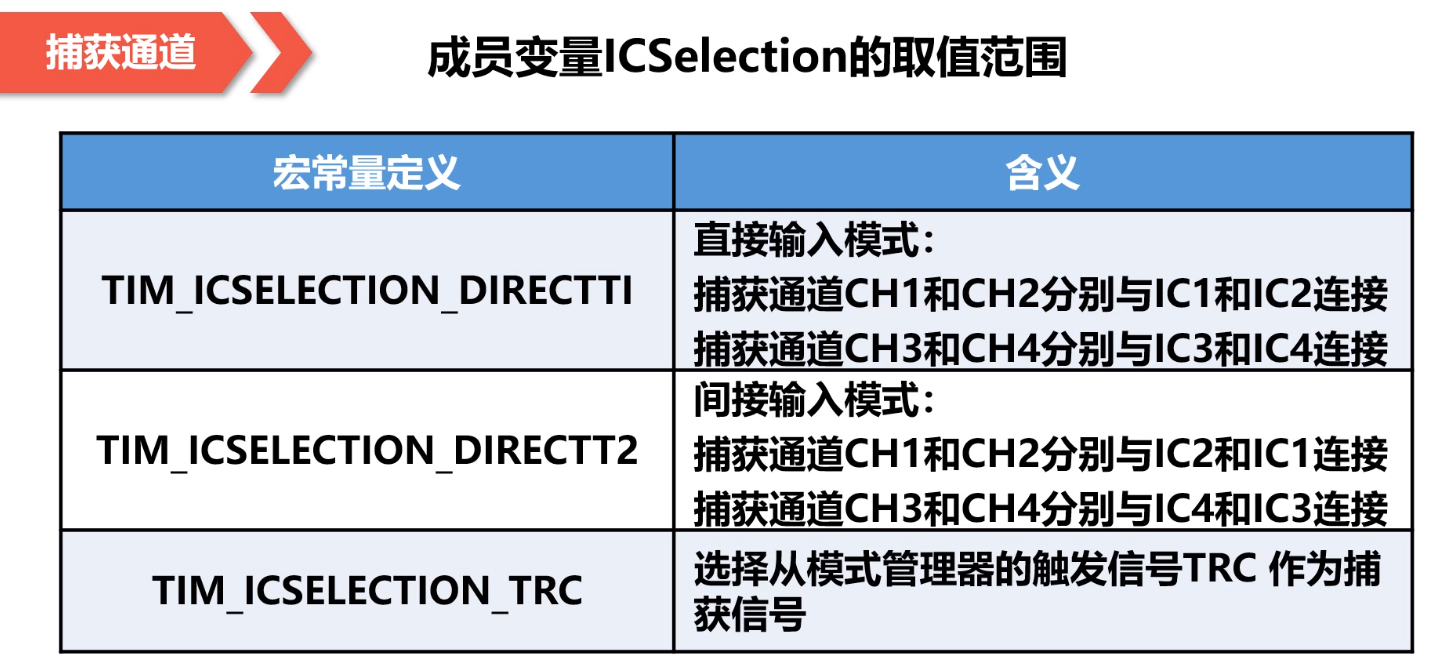 捕获通道
成员变量ICSelection的取值范围
宏常量定义
含义
TIM_ICSELECTION_DIRECTTI
直接输入模式：
捕获通道CH1和CH2分别与IC1和IC2连接
捕获通道CH3和CH4分别与IC3和IC4连接
TIM_ICSELECTION_DIRECTT2
间接输入模式：
捕获通道CH1和CH2分别与IC2和IC1连接
捕获通道CH3和CH4分别与IC4和IC3连接
TIM_ICSELECTION_TRC
选择从模式管理器的触发信号TRC 作为捕
获信号